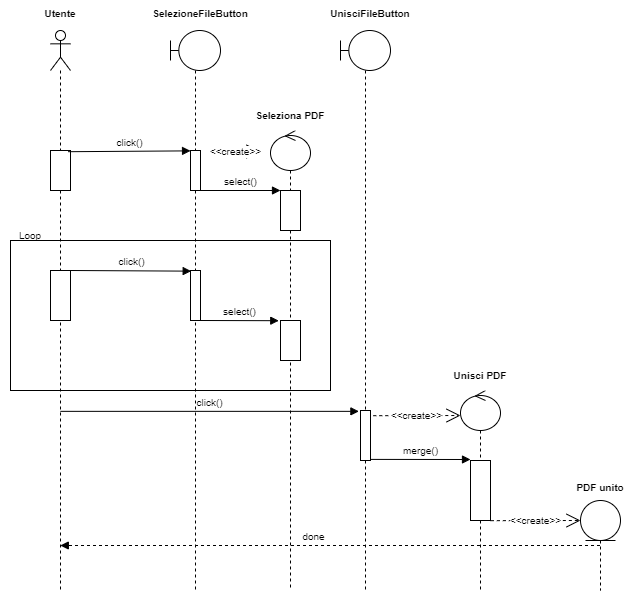 Utente
SelezioneFileButton
UnisciFileButton
Seleziona PDF
click()
<<create>>
select()
Loop
click()
select()
Unisci PDF
click()
<<create>>
merge()
PDF unito
<<create>>
done